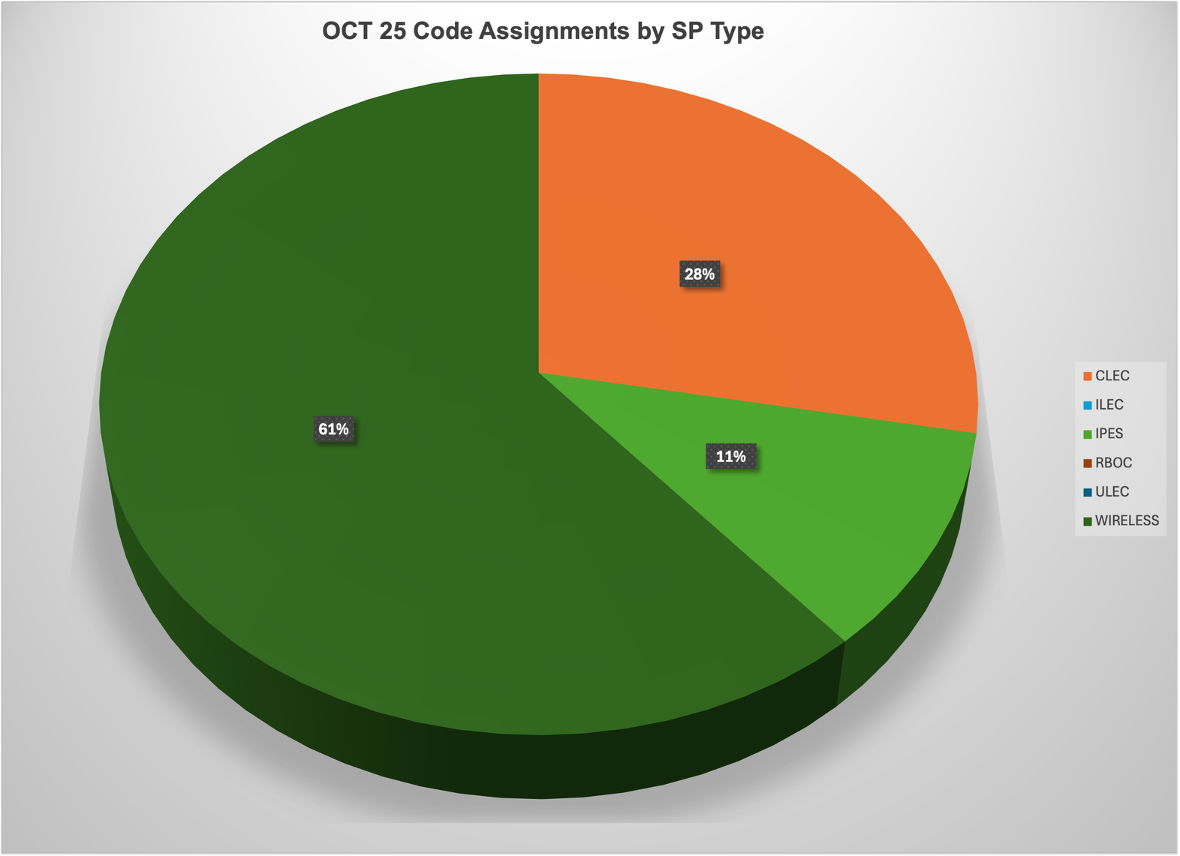 OCT 25 Code Assignments by SP Type
28%
61%
11%
CLEC
ILEC
IPES
RBOC
ULEC
WIRELESS